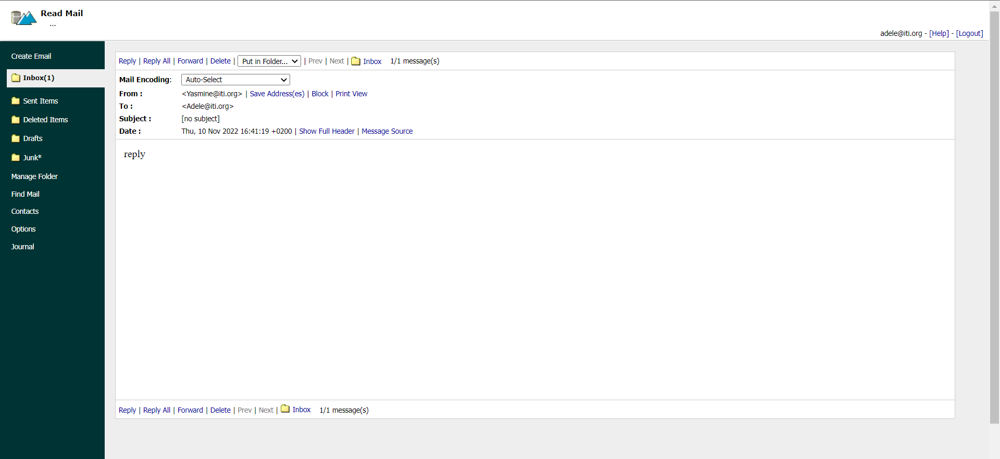 Read Mail
...
adele@iti.org - [Help] - [Logout]
Create Email
Inbox(1)
Sent Items
Deleted Items
Drafts
Junk*
Manage Folder
Find Mail
Contacts
Options
Journal
Reply | Reply All | Forward | Delete | Put in Folder... | Prev | Next | Inbox 1/1 message(s)
Mail Encoding: Auto-Select
From : <Yasmine@iti.org> | Save Address(es) | Block | Print View
To : <Adele@iti.org>
Subject : [no subject]
Date : Thu, 10 Nov 2022 16:41:19 +0200 | Show Full Header | Message Source
reply
Reply | Reply All | Forward | Delete | Prev | Next | Inbox 1/1 message(s)